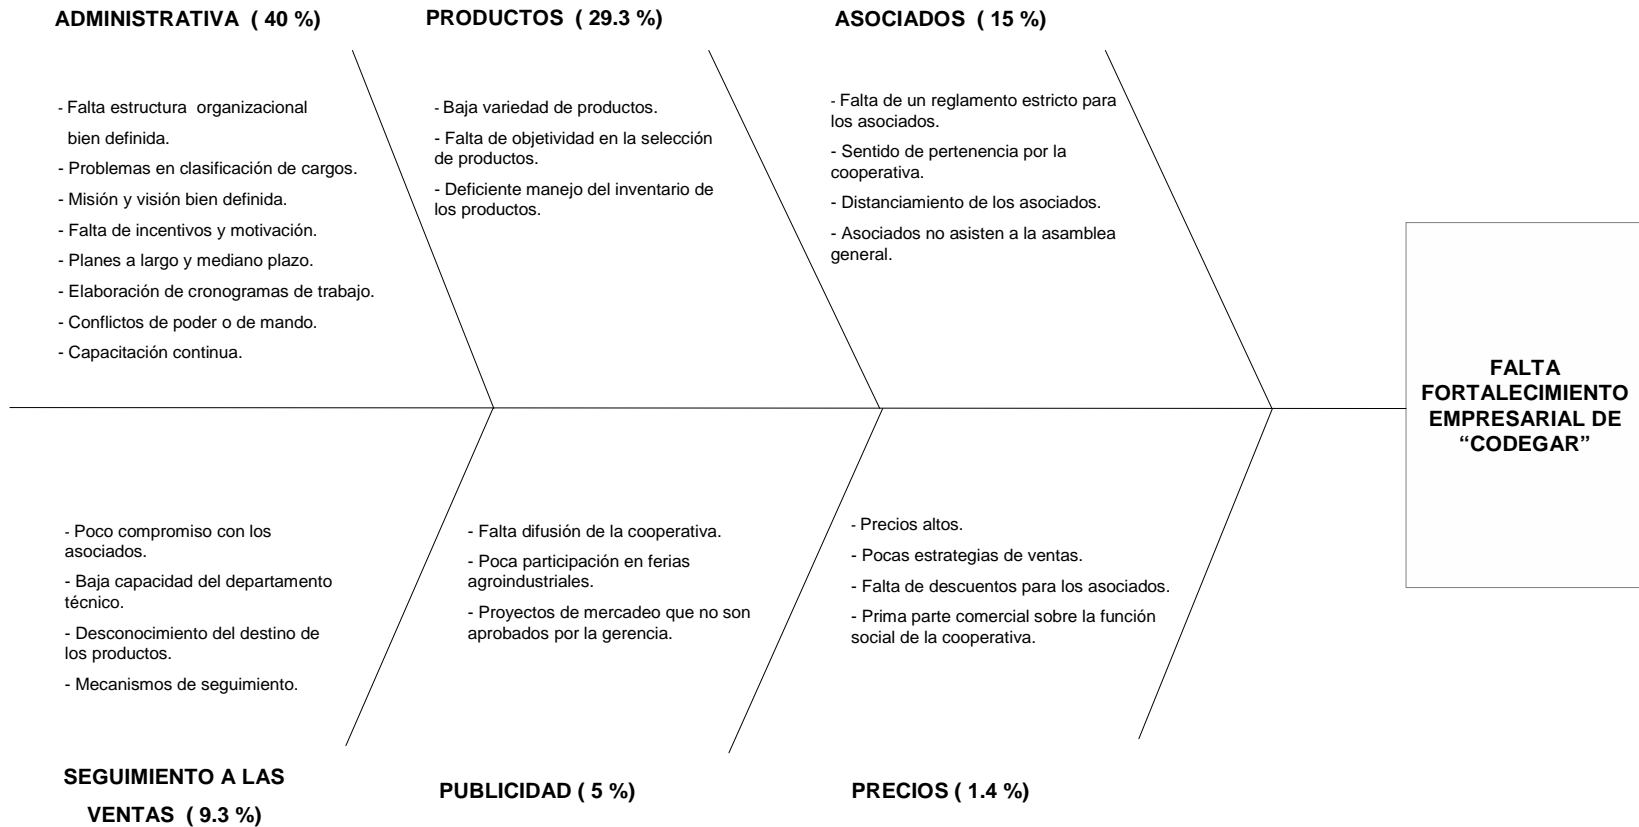 ADMINISTRATIVA ( 40 %)
- Falta estructura organizacional
bien definida.
- Problemas en clasificación de cargos.
- Misión y visión bien definida.
- Falta de incentivos y motivación.
- Planes a largo y mediano plazo.
- Elaboración de cronogramas de trabajo.
- Conflictos de poder o de mando.
- Capacitación continua.
PRODUCTOS ( 29.3 %)
- Baja variedad de productos.
- Falta de objetividad en la selección
de productos.
- Deficiente manejo del inventario de
los productos.
ASOCIADOS ( 15 %)
- Falta de un reglamento estricto para
los asociados.
- Sentido de pertenencia por la
cooperativa.
- Distanciamiento de los asociados.
- Asociados no asisten a la asamblea
general.
FALTA
FORTALECIMIENTO
EMPRESARIAL DE
“CODEGAR”
- Poco compromiso con los
asociados.
- Baja capacidad del departamento
técnico.
- Desconocimiento del destino de
los productos.
- Mecanismos de seguimiento.
SEGUIMIENTO A LAS
VENTAS ( 9.3 %)
- Falta difusión de la cooperativa.
- Poca participación en ferias
agroindustriales.
- Proyectos de mercadeo que no son
aprobados por la gerencia.
PUBLICIDAD ( 5 %)
- Precios altos.
- Pocas estrategias de ventas.
- Falta de descuentos para los asociados.
- Prima parte comercial sobre la función
social de la cooperativa.
PRECIOS ( 1.4 %)